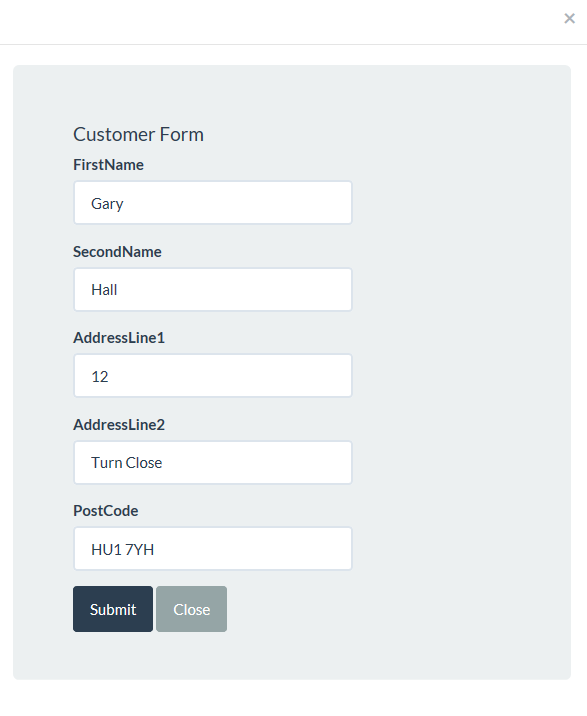 ×
Customer Form
FirstName
Gary
SecondName
Hall
AddressLine1
12
AddressLine2
Turn Close
PostCode
HU1 7YH
Submit Close